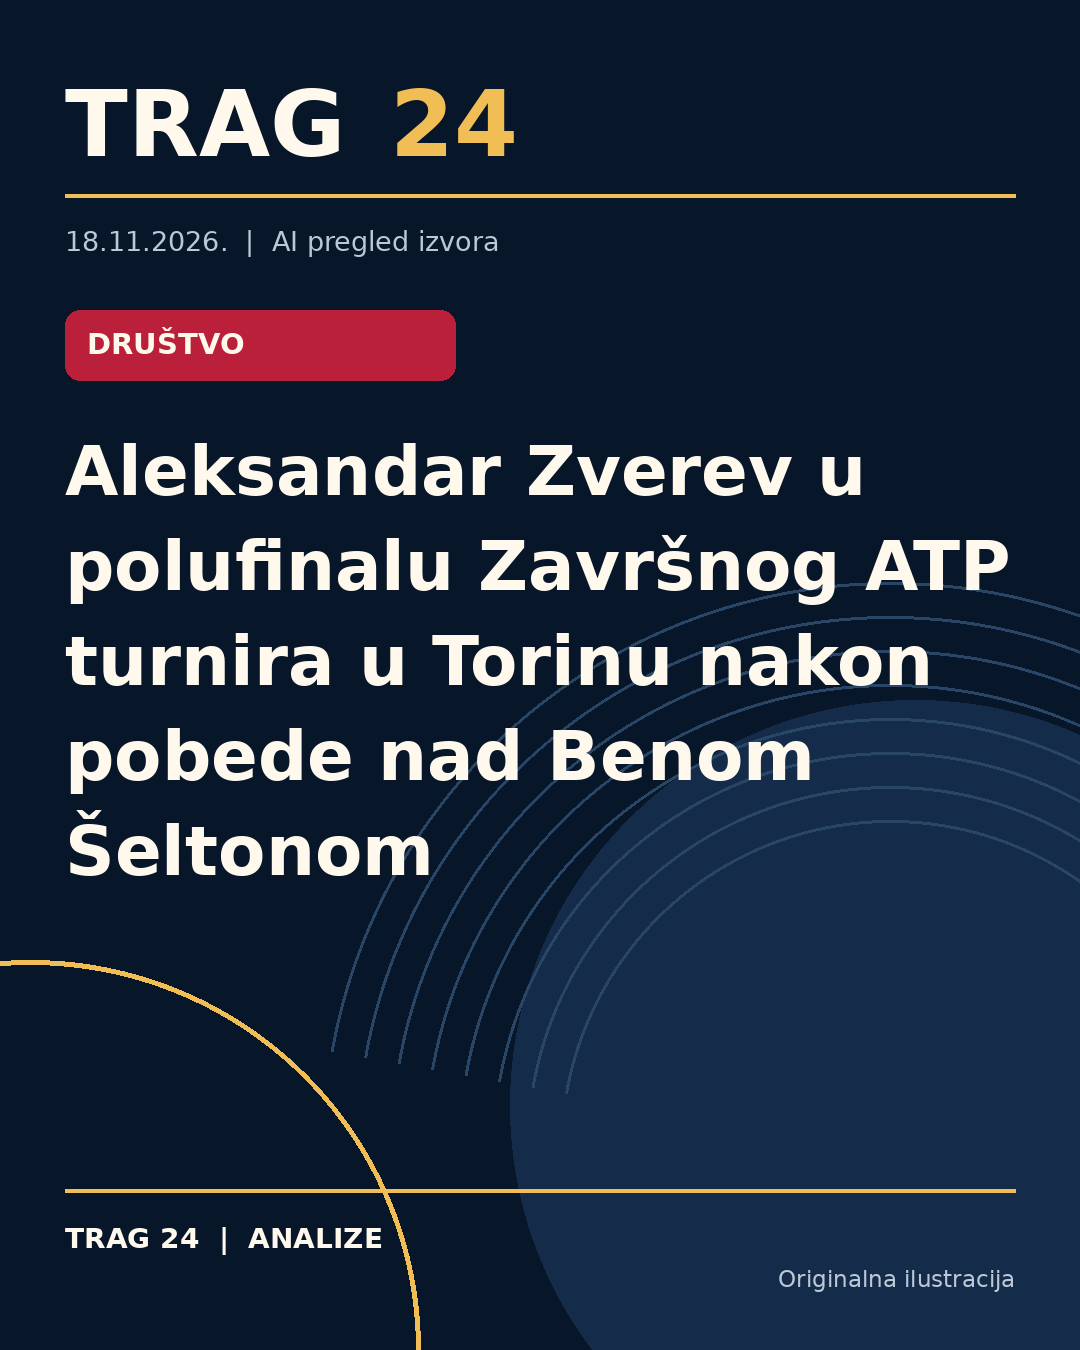 TRAG 24
18.11.2026. | AI pregled izvora
DRUŠTVO
Aleksandar Zverev u
polufinalu Završnog ATP
turnira u Torinu nakon
pobede nad Benom
Šeltonom
TRAG 24 | ANALIZE
Originalna ilustracija